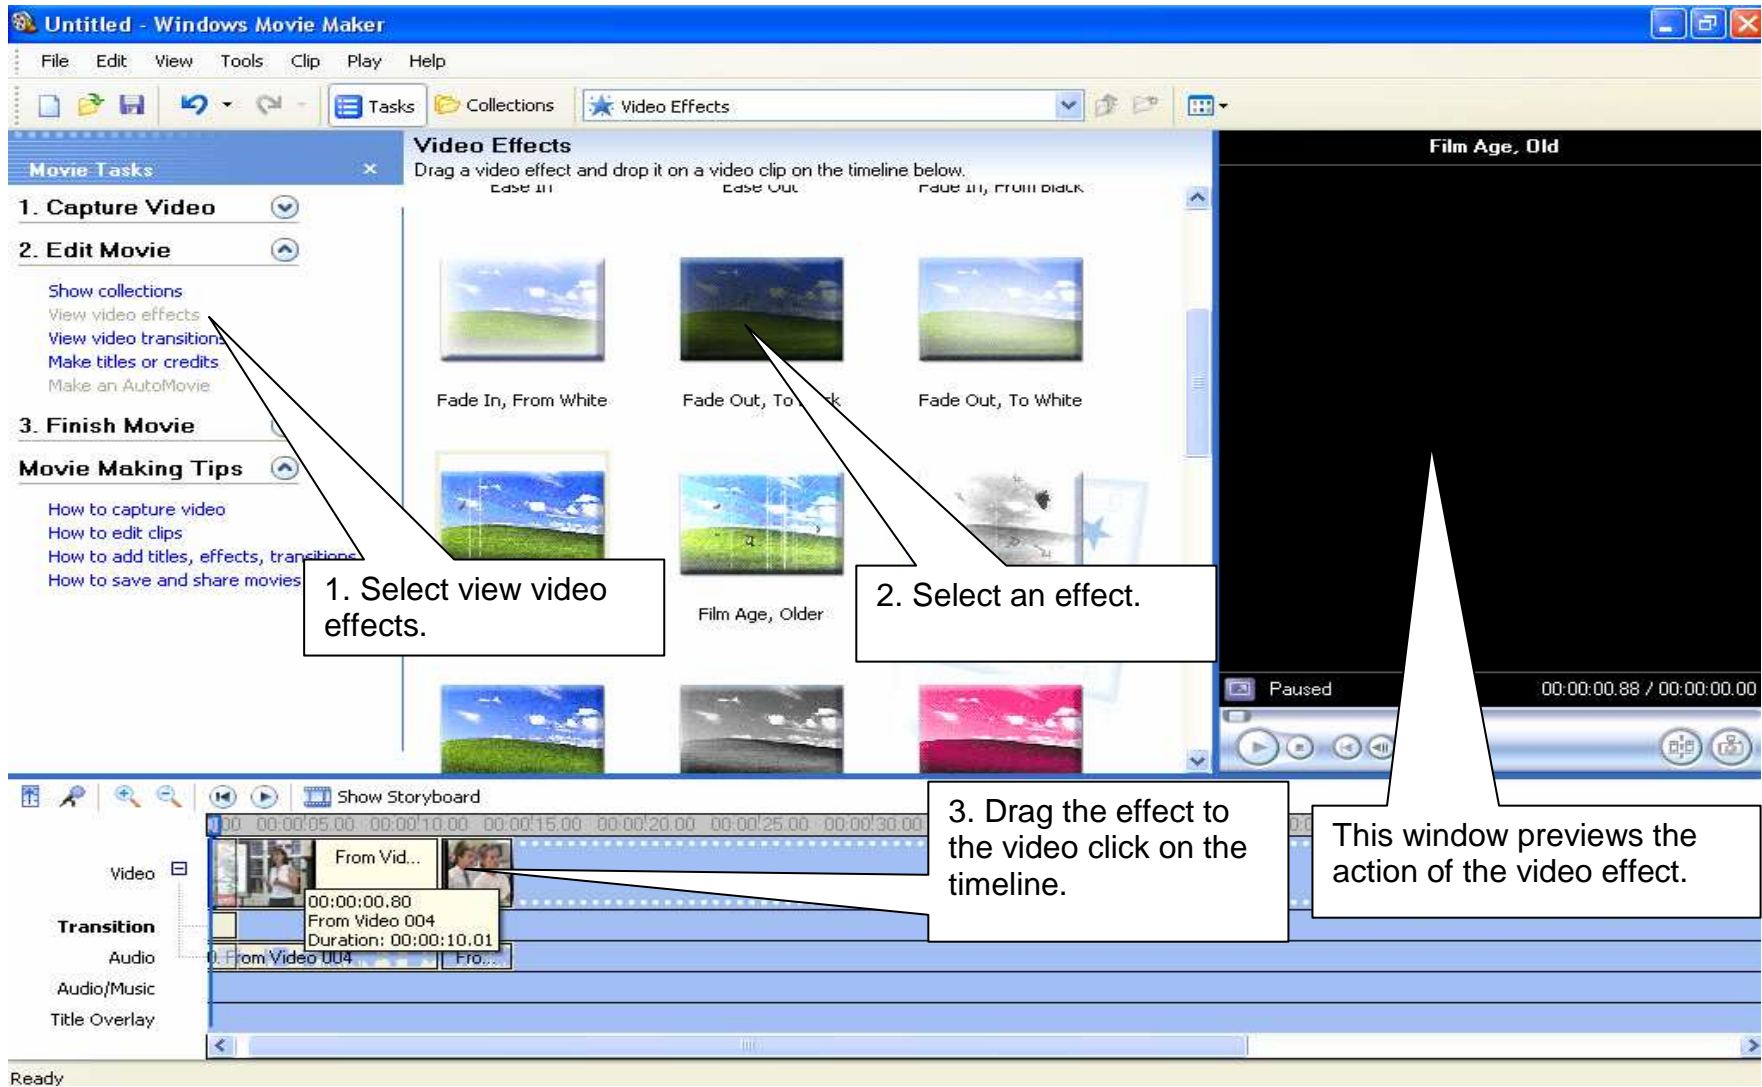 Untitled - Windows Movie Maker
File Edit View Tools Clip Play Help
Tasks Collections Video Effects
Movie Tasks
1. Capture Video
2. Edit Movie
Show collections
View video effects
View video transitions
Make titles or credits
Make an AutoMovie
3. Finish Movie
Movie Making Tips
How to capture video
How to edit clips
How to add titles, effects, transitions
How to save and share movies
1. Select view video
effects.
Video Effects
Drag a video effect and drop it on a video clip on the timeline below.
Ease In Ease Out Fade In, From Black
Fade In, From White Fade Out, To Fade Out, To White
Film Age, Older
2. Select an effect.
Film Age, Old
Paused 00:00:00.88 / 00:00:00.00
This window previews the
action of the video effect.
Show Storyboard
00:00:05.00 00:00:10.00 00:00:15.00 00:00:20.00 00:00:25.00 00:00:30.00
3. Drag the effect to
the video click on the
timeline.
Video
From Vid...
00:00:00.80
From Video 004
Duration: 00:00:10.01
Transition
Audio
From Video 004 Fro...
Audio/Music
Title Overlay
Ready